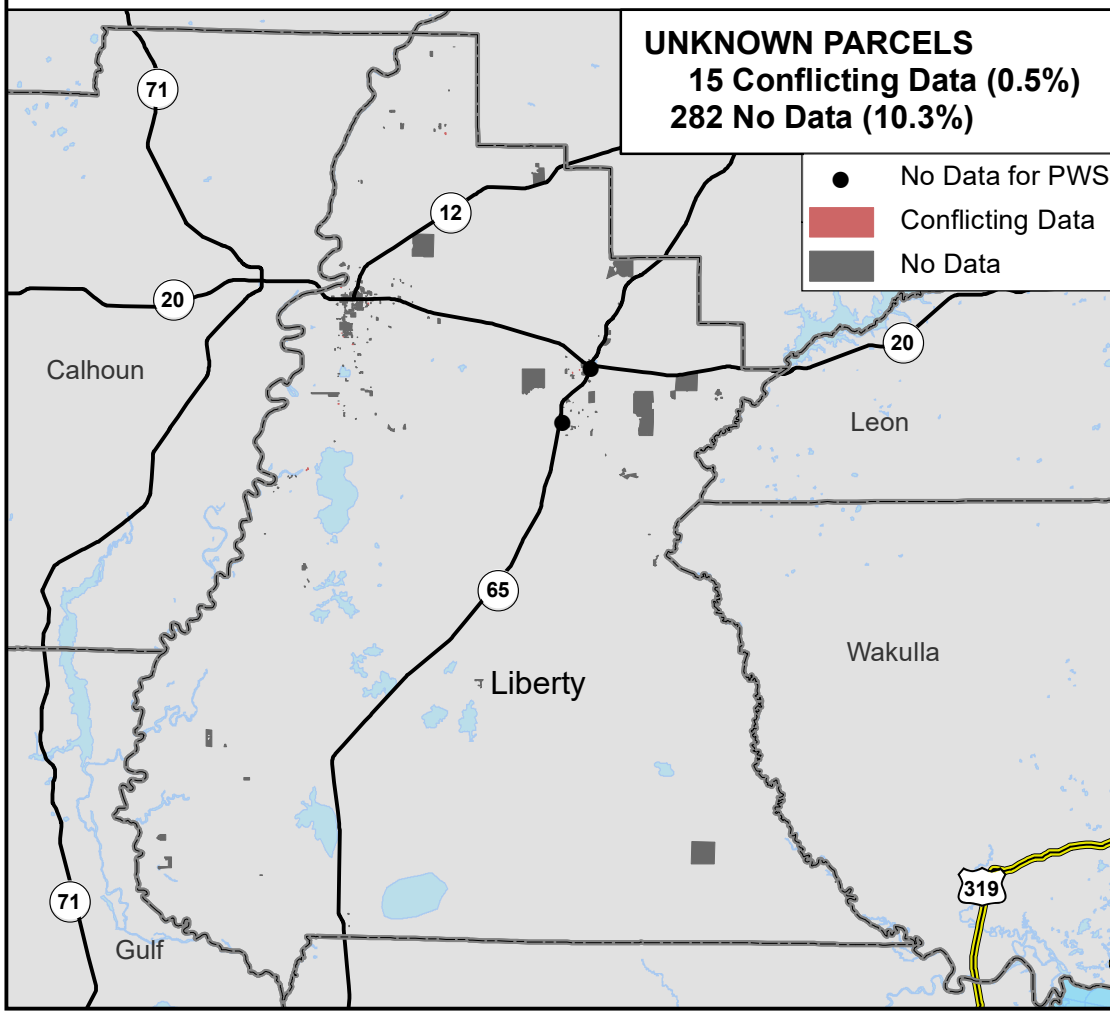 UNKNOWN PARCELS
15 Conflicting Data (0.5%)
282 No Data (10.3%)
No Data for PWS
Conflicting Data
No Data
71
12
20
20
Calhoun
Leon
65
Wakulla
Liberty
319
71
Gulf